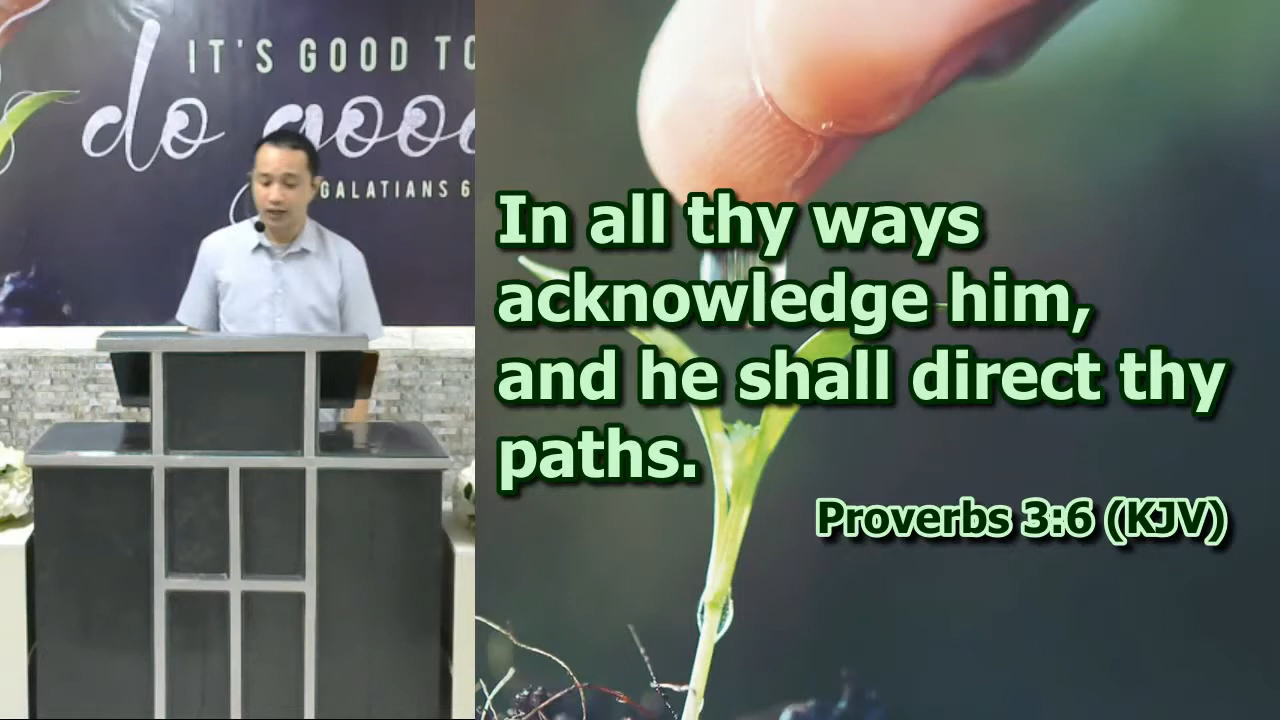 IT'S GOOD TO
do good
GALATIANS 6
In all thy ways
acknowledge him,
and he shall direct thy
paths.
Proverbs 3:6 (KJV)